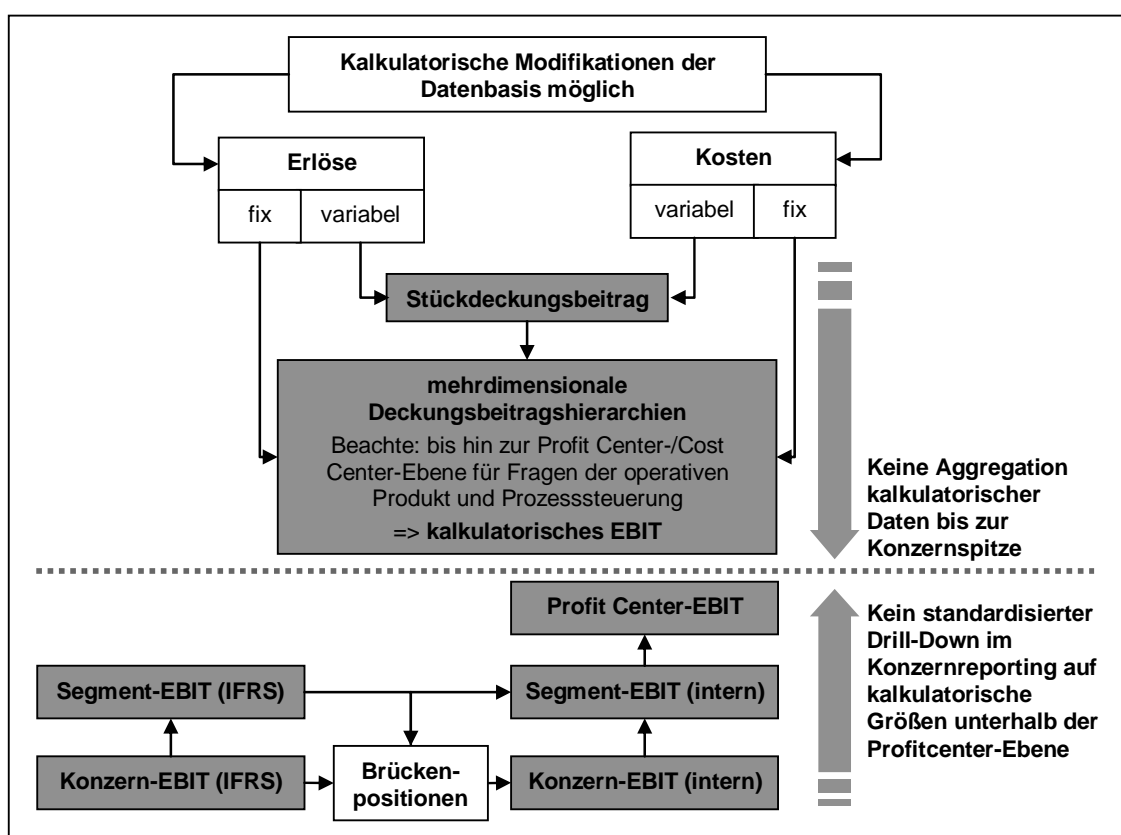 Kalkulatorische Modifikationen der
Datenbasis möglich
Erlöse
fix
variabel
Kosten
variabel
fix
Stückdeckungsbeitrag
mehrdimensionale
Deckungsbeitragshierarchien
Beachte: bis hin zur Profit Center-/Cost
Center-Ebene für Fragen der operativen
Produkt und Prozesssteuerung
=> kalkulatorisches EBIT
Keine Aggregation
kalkulatorischer
Daten bis zur
Konzernspitze
Profit Center-EBIT
Segment-EBIT (IFRS)
Segment-EBIT (intern)
Konzern-EBIT (IFRS)
Brücken-
positionen
Konzern-EBIT (intern)
Kein standardisierter
Drill-Down im
Konzernreporting auf
kalkulatorische
Größen unterhalb der
Profitcenter-Ebene